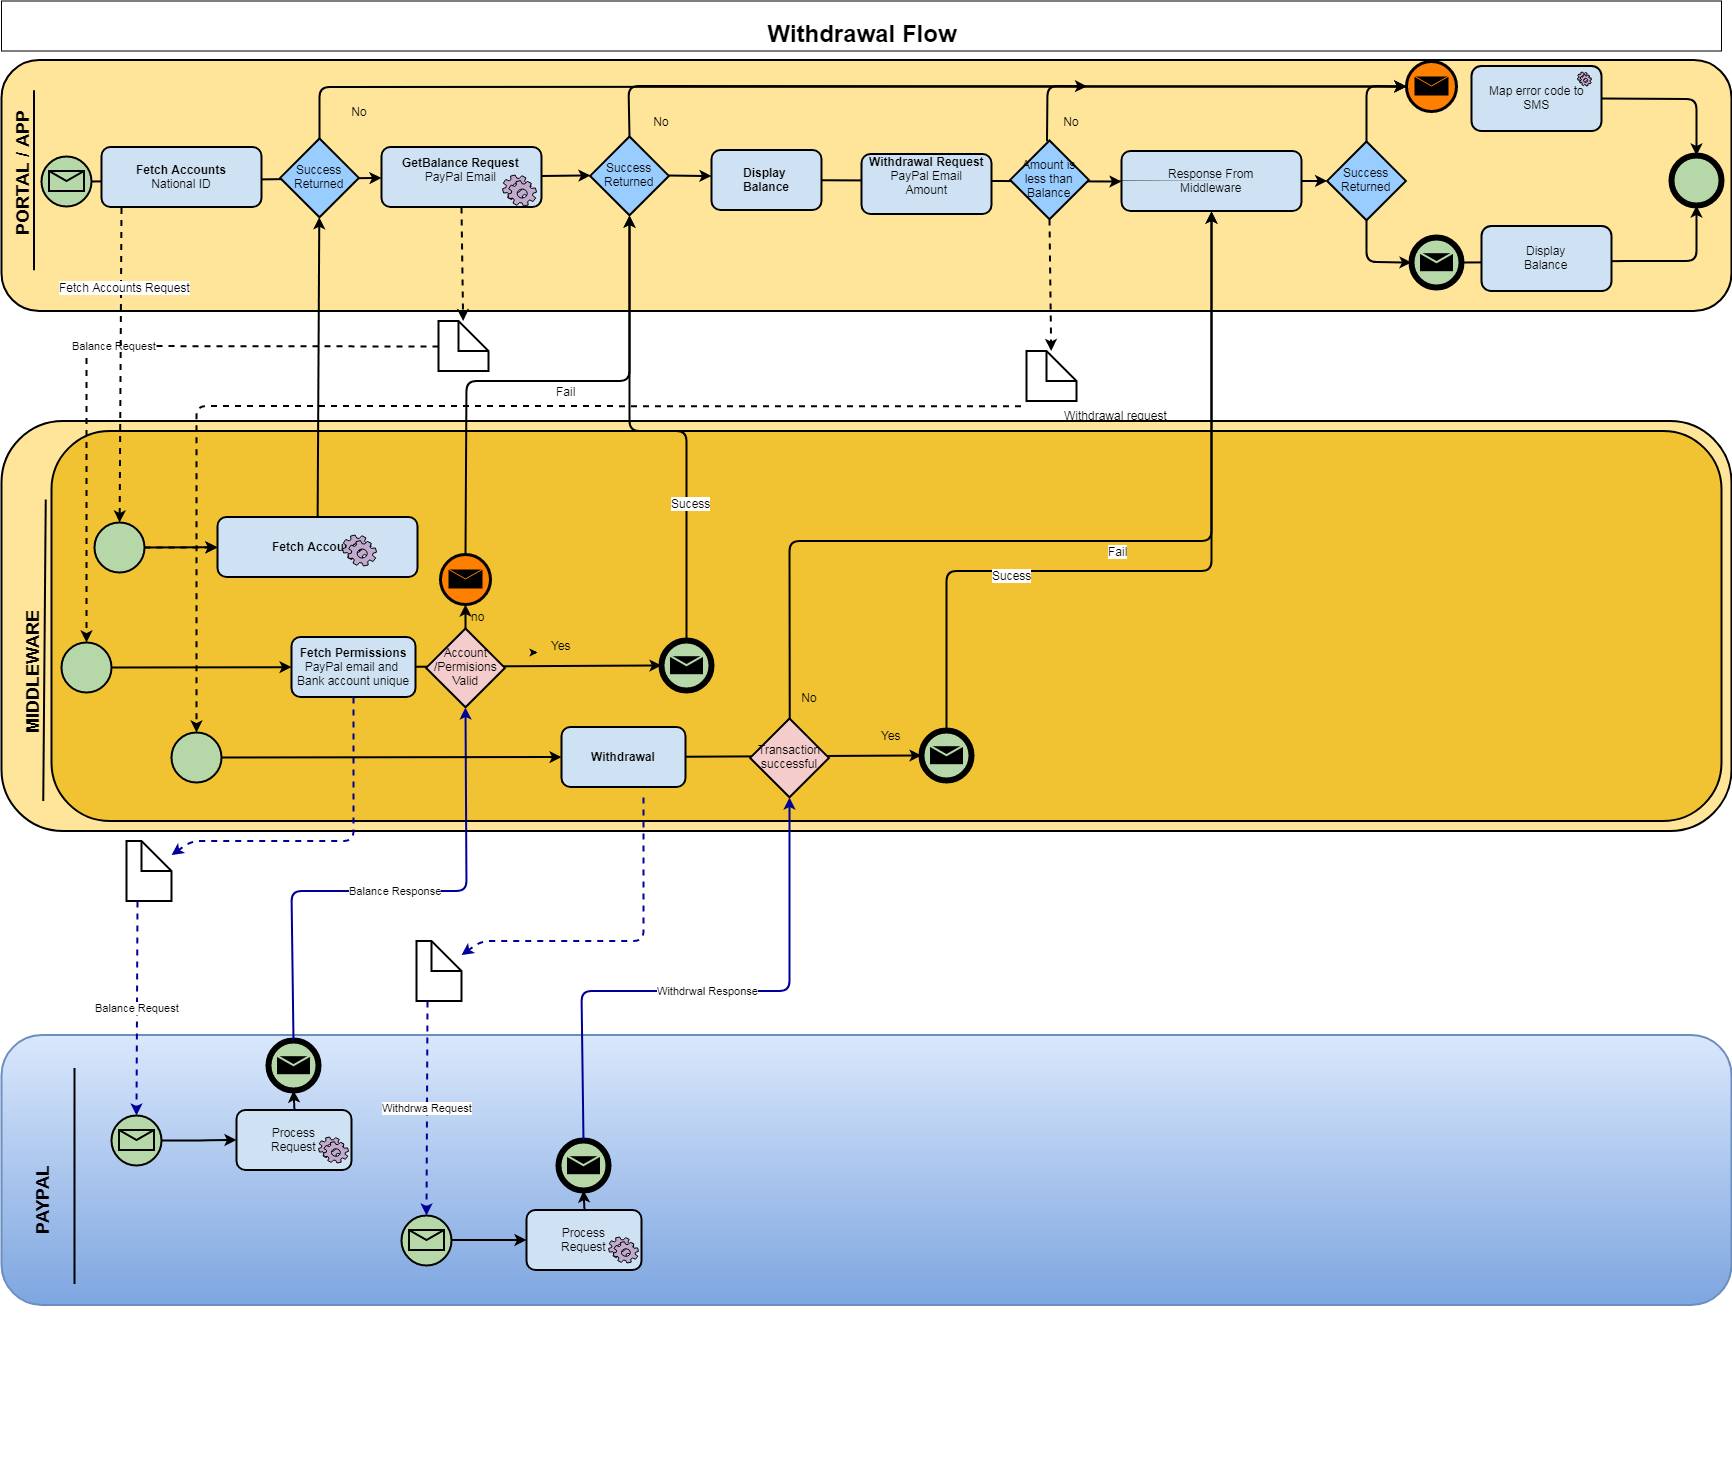 Withdrawal Flow
PORTAL / APP
Fetch Accounts
National ID
Success
Returned
No
GetBalance Request
PayPal Email
Success
Returned
No
Display
Balance
Withdrawal Request
PayPal Email
Amount
Amount is
less than
Balance
No
Response From
Middleware
Success
Returned
Map error code to
SMS
Display
Balance
Fetch Accounts Request
Balance Request
Fail
Withdrawal request
MIDDLEWARE
Fetch Accou
Sucess
Fail
Sucess
no
Fetch Permissions
PayPal email and
Bank account unique
Account
/Permisions
Valid
Yes
No
Withdrawal
Transaction
successful
Yes
Balance Response
Withdrwal Response
Balance Request
Withdrwa Request
PAYPAL
Process
Request
Process
Request